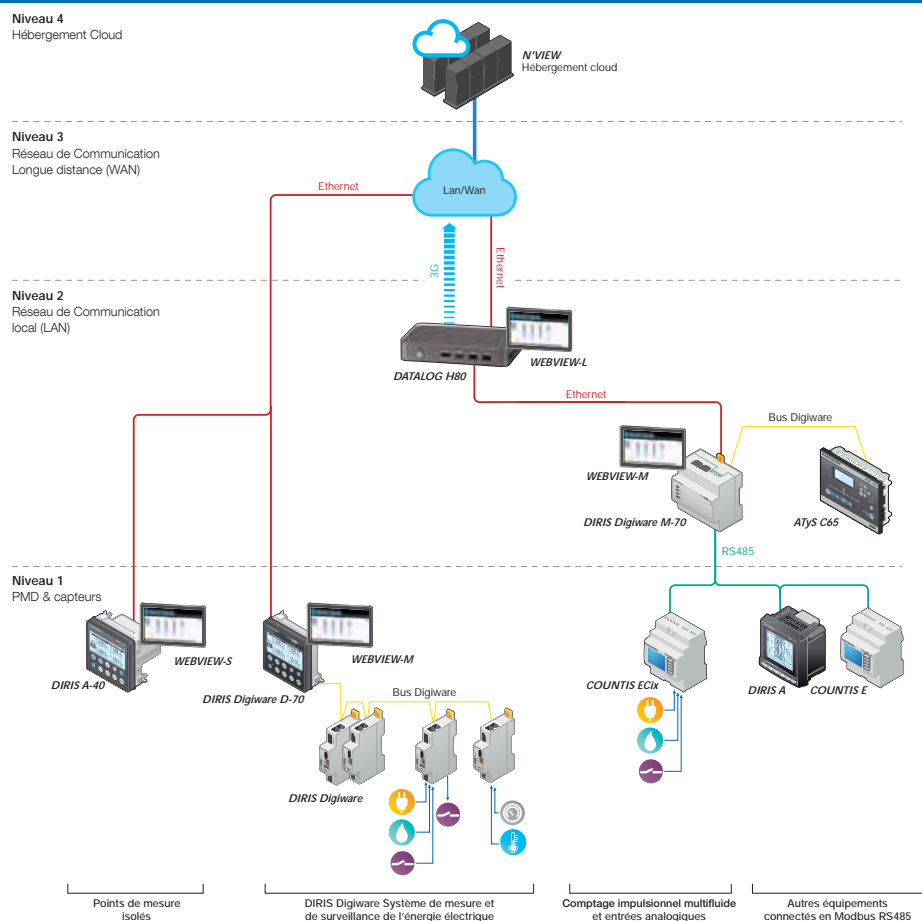 Niveau 4
Hébergement Cloud
N'VIEW
Hébergement cloud
Niveau 3
Réseau de Communication
Longue distance (WAN)
Ethernet
Lan/Wan
3G
Ethernet
Niveau 2
Réseau de Communication
local (LAN)
WEBVIEW-L
DATALOG H80
Ethernet
Bus Digiware
WEBVIEW-M
DIRIS Digiware M-70
ATyS C65
RS485
Niveau 1
PMD & capteurs
WEBVIEW-S
DIRIS A-40
WEBVIEW-M
DIRIS Digiware D-70
COUNTIS ECix
DIRIS A
COUNTIS E
Bus Digiware
DIRIS Digiware
Points de mesure
isolés
DIRIS Digiware Système de mesure et
de surveillance de l'énergie électrique
Comptage impulsionnel multifluide
et entrées analogiques
Autres équipements
connectés en Modbus RS485